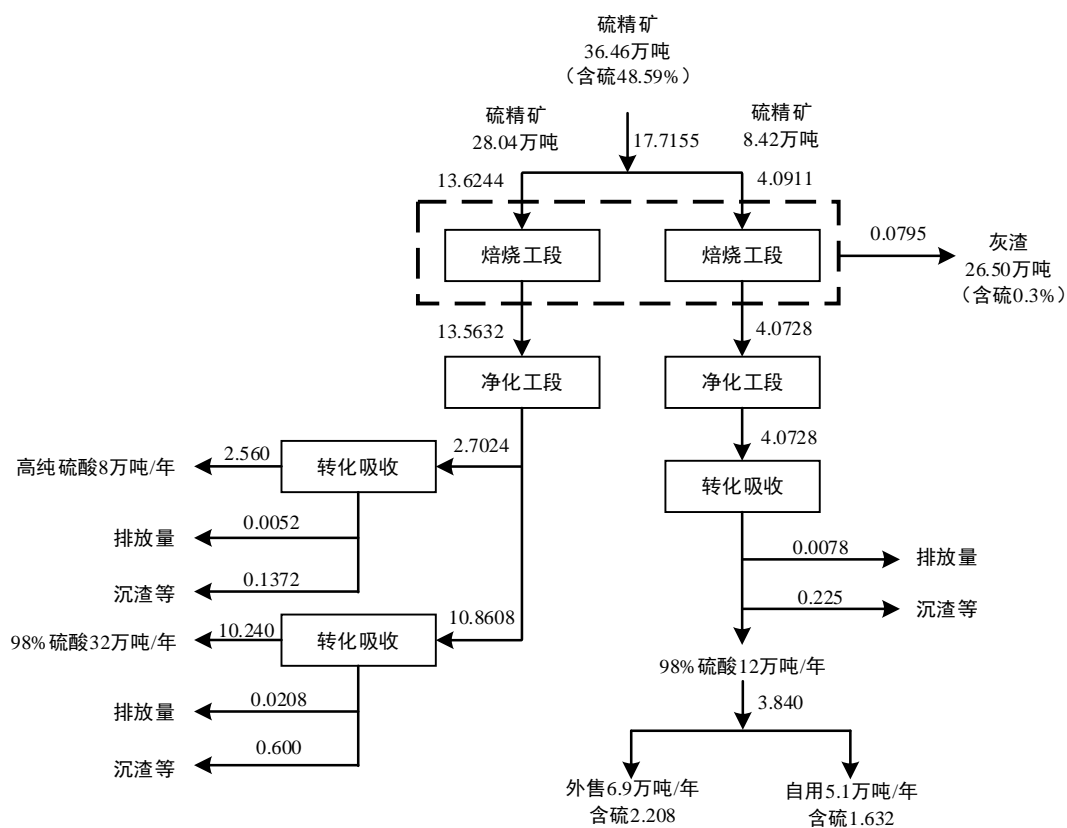 硫精矿
36.46万吨
（含硫48.59%）
硫精矿
28.04万吨
17.7155
硫精矿
8.42万吨
13.6244
4.0911
焙烧工段
焙烧工段
0.0795
灰渣
26.50万吨
（含硫0.3%）
13.5632
4.0728
净化工段
净化工段
高纯硫酸8万吨/年
2.560
转化吸收
2.7024
4.0728
转化吸收
排放量
0.0052
沉渣等
0.1372
0.0078
排放量
0.225
沉渣等
98%硫酸32万吨/年
10.240
转化吸收
10.8608
98%硫酸12万吨/年
排放量
0.0208
3.840
沉渣等
0.600
外售6.9万吨/年
含硫2.208
自用5.1万吨/年
含硫1.632